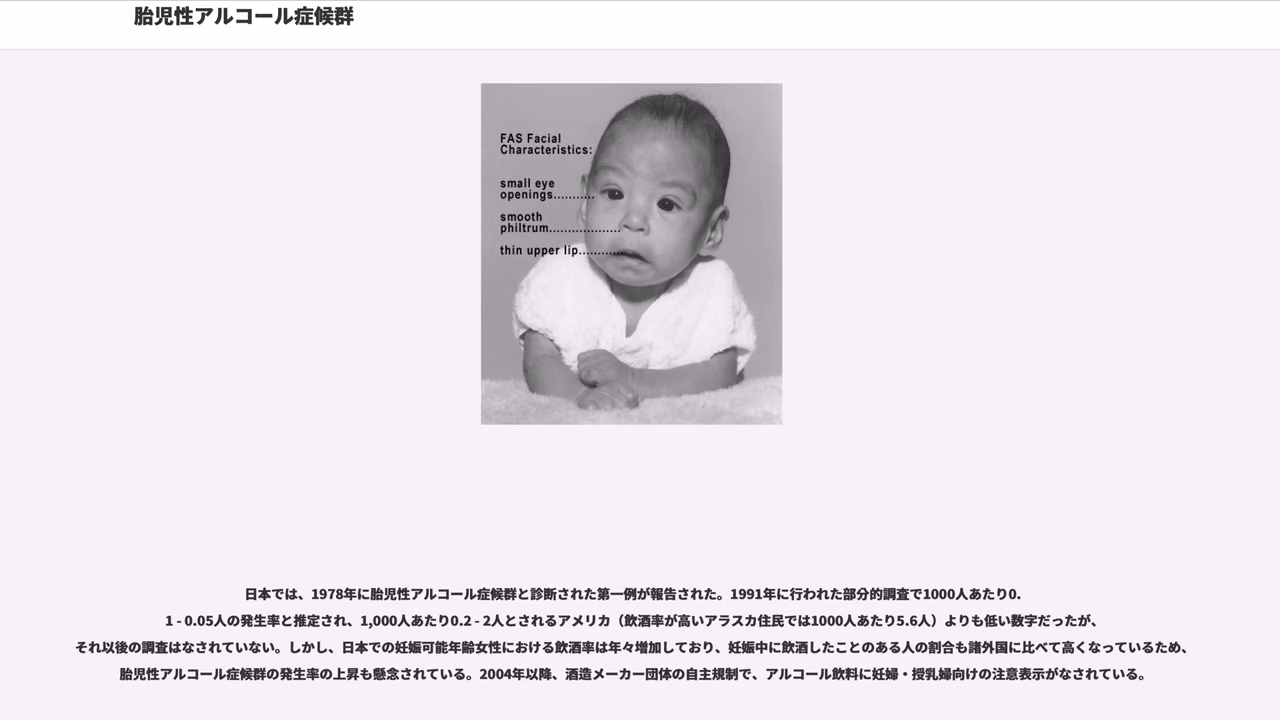 胎児性アルコール症候群
FAS Facial
Characteristics:
small eye
openings...........
smooth
philtrum....................
thin upper lip.............
日本では、1978年に胎児性アルコール症候群と診断された第一例が報告された。1991年に行われた部分的調査で1000人あたり0.
1 - 0.05人の発生率と推定され、1,000人あたり0.2 - 2人とされるアメリカ（飲酒率が高いアラスカ住民では1000人あたり5.6人）よりも低い数字だったが、
それ以後の調査はなされていない。しかし、日本での妊娠可能年齢女性における飲酒率は年々増加しており、妊娠中に飲酒したことのある人の割合も諸外国に比べて高くなっているため、
胎児性アルコール症候群の発生率の上昇も懸念されている。2004年以降、酒造メーカー団体の自主規制で、アルコール飲料に妊婦・授乳婦向けの注意表示がなされている。